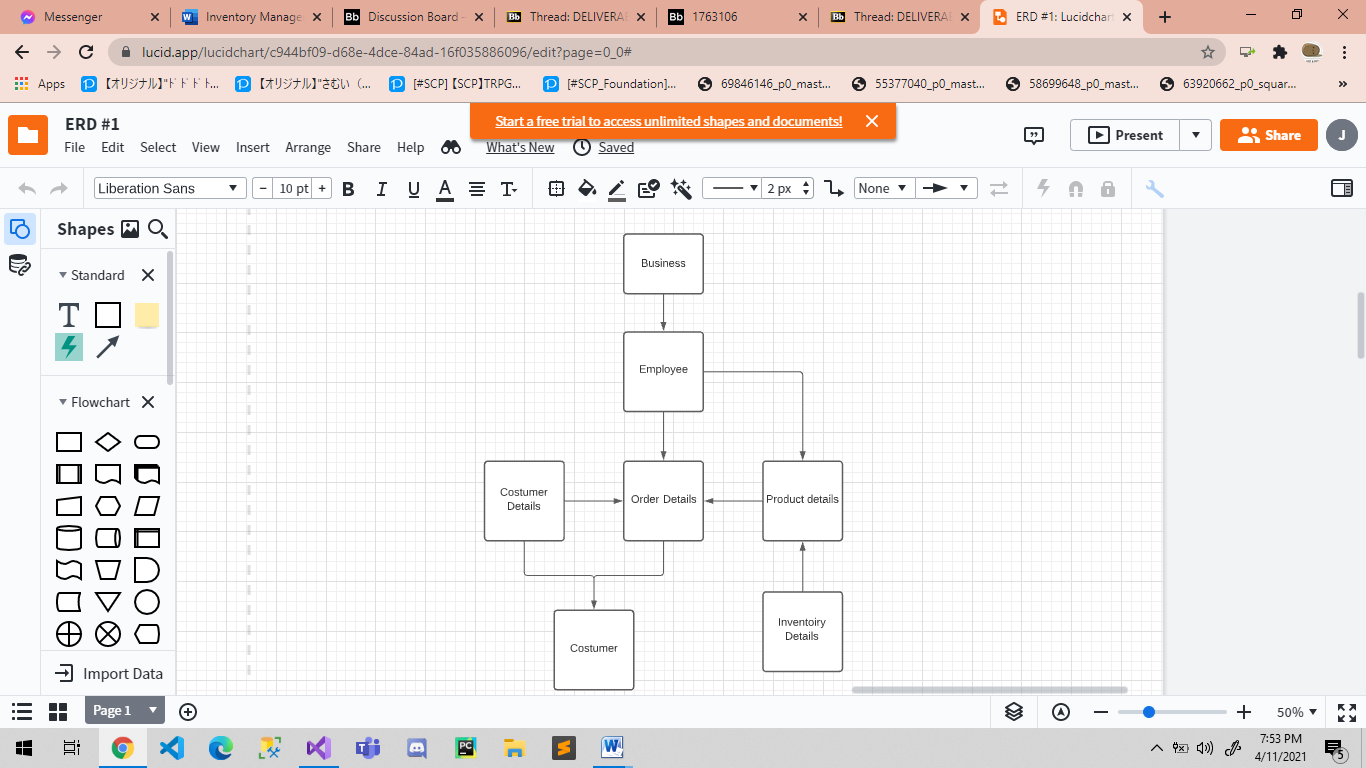 Messenger
Inventory Manage
Discussion Board -
Thread: DELIVERAB
1763106
Thread: DELIVERAB
ERD #1: Lucidchart
lucid.app/lucidchart/c944bf09-d68e-4dce-84ad-16f035886096/edit?page=0_0#
Apps
【オリジナル】"ﾄﾞﾄﾞﾄﾞﾄﾞﾄ...
【オリジナル】"さむい（...
[#SCP] 【SCP】TRPG...
[#SCP_Foundation]...
69846146_p0_mast...
55377040_p0_mast...
58699648_p0_mast...
63920662_p0_squar...
»
ERD #1
Start a free trial to access unlimited shapes and documents!
File Edit Select View Insert Arrange Share Help What's New Saved
Present
Share
J
Liberation Sans
10 pt
B I U A T
2 px
None
Shapes
Standard
T
Flowchart
Import Data
Business
Employee
Costumer
Details
Order Details
Product details
Costumer
Inventoiry
Details
Page 1
50%
7:53 PM
4/11/2021
5